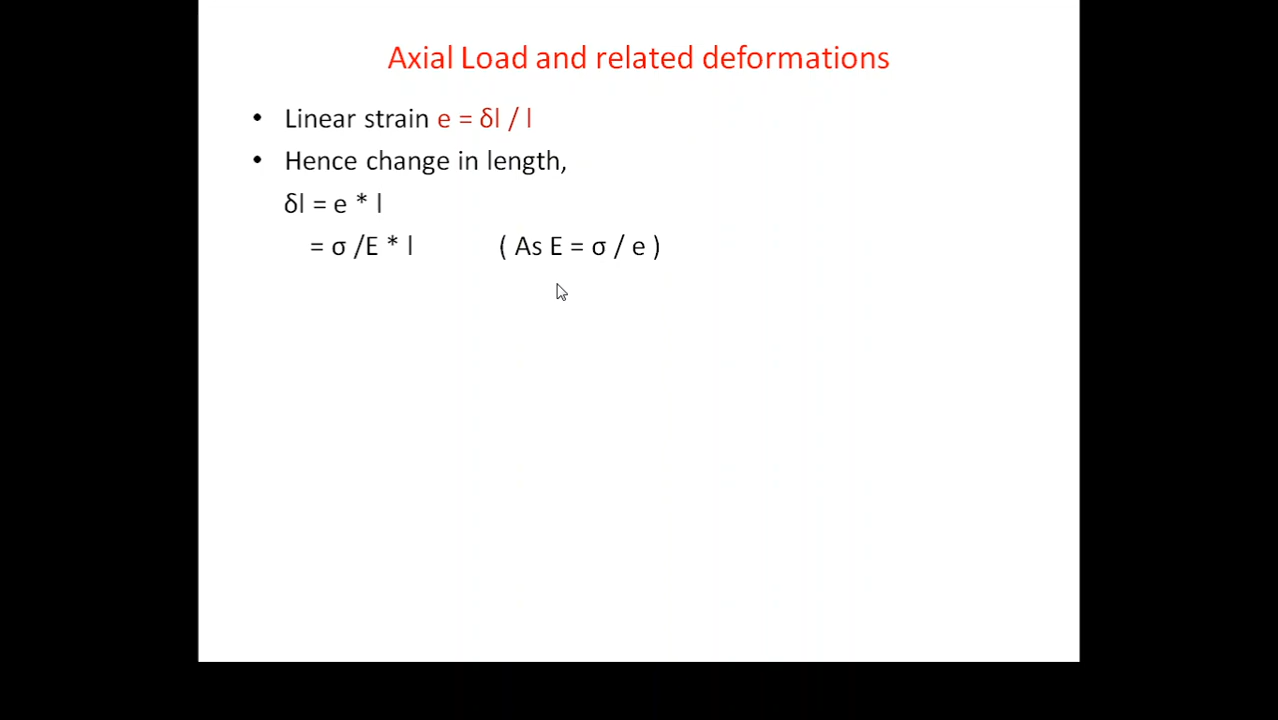 Axial Load and related deformations
• Linear strain e = δl / l
• Hence change in length,
δl = e * l
= σ /E * l ( As E = σ / e )